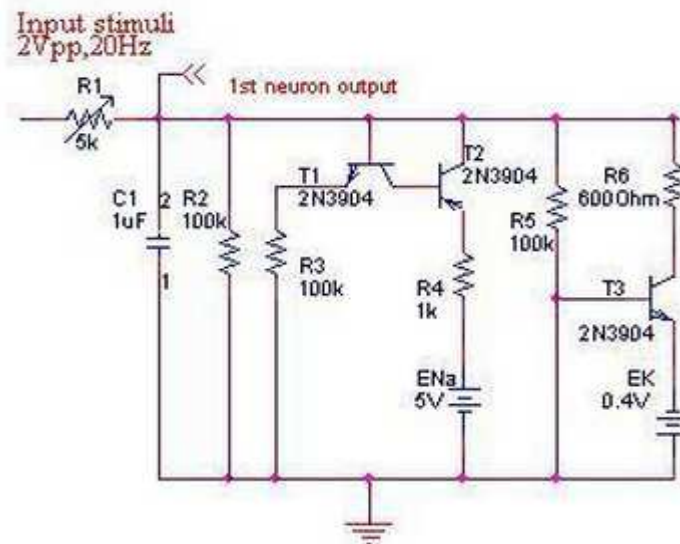 Input stimuli
2Vpp,20Hz
R1
5k
1st neuron output
C1
1uF
2
1
R2
100k
R3
100k
T1
2N3904
T2
2N3904
R4
1k
ENa
5V
R5
100k
R6
600Ohm
T3
2N3904
EK
0.4V